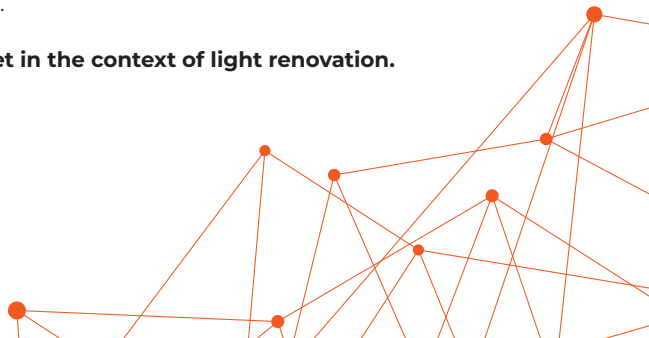 .
et in the context of light renovation.